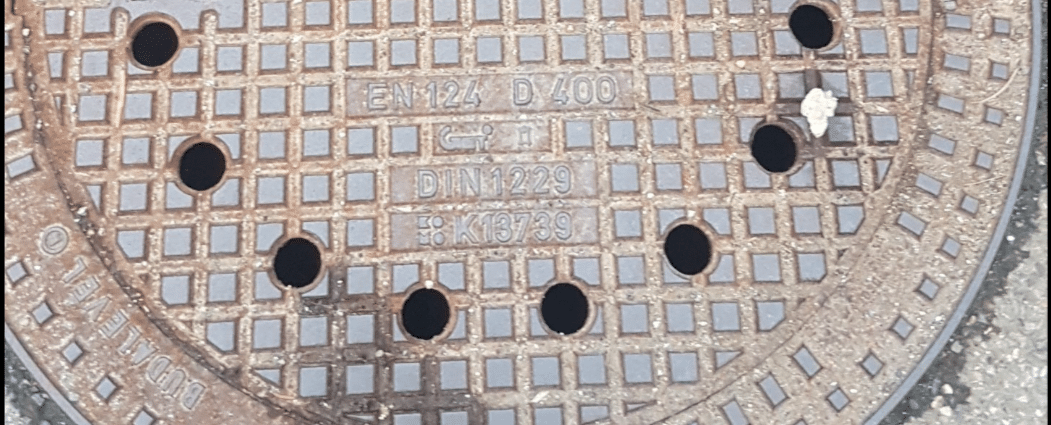 EN 124 D 400
DIN 1229
K13739
BUDALEVEL